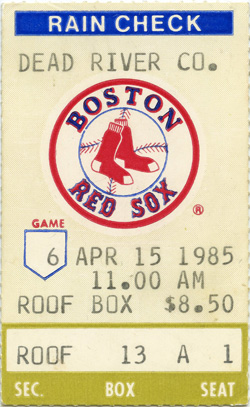 RAIN CHECK
DEAD RIVER CO.
BOSTON
RED SOX
®
GAME
6 APR 15 1985
11.00 AM
ROOF BOX $8.50
ROOF 13 A 1
SEC. BOX SEAT